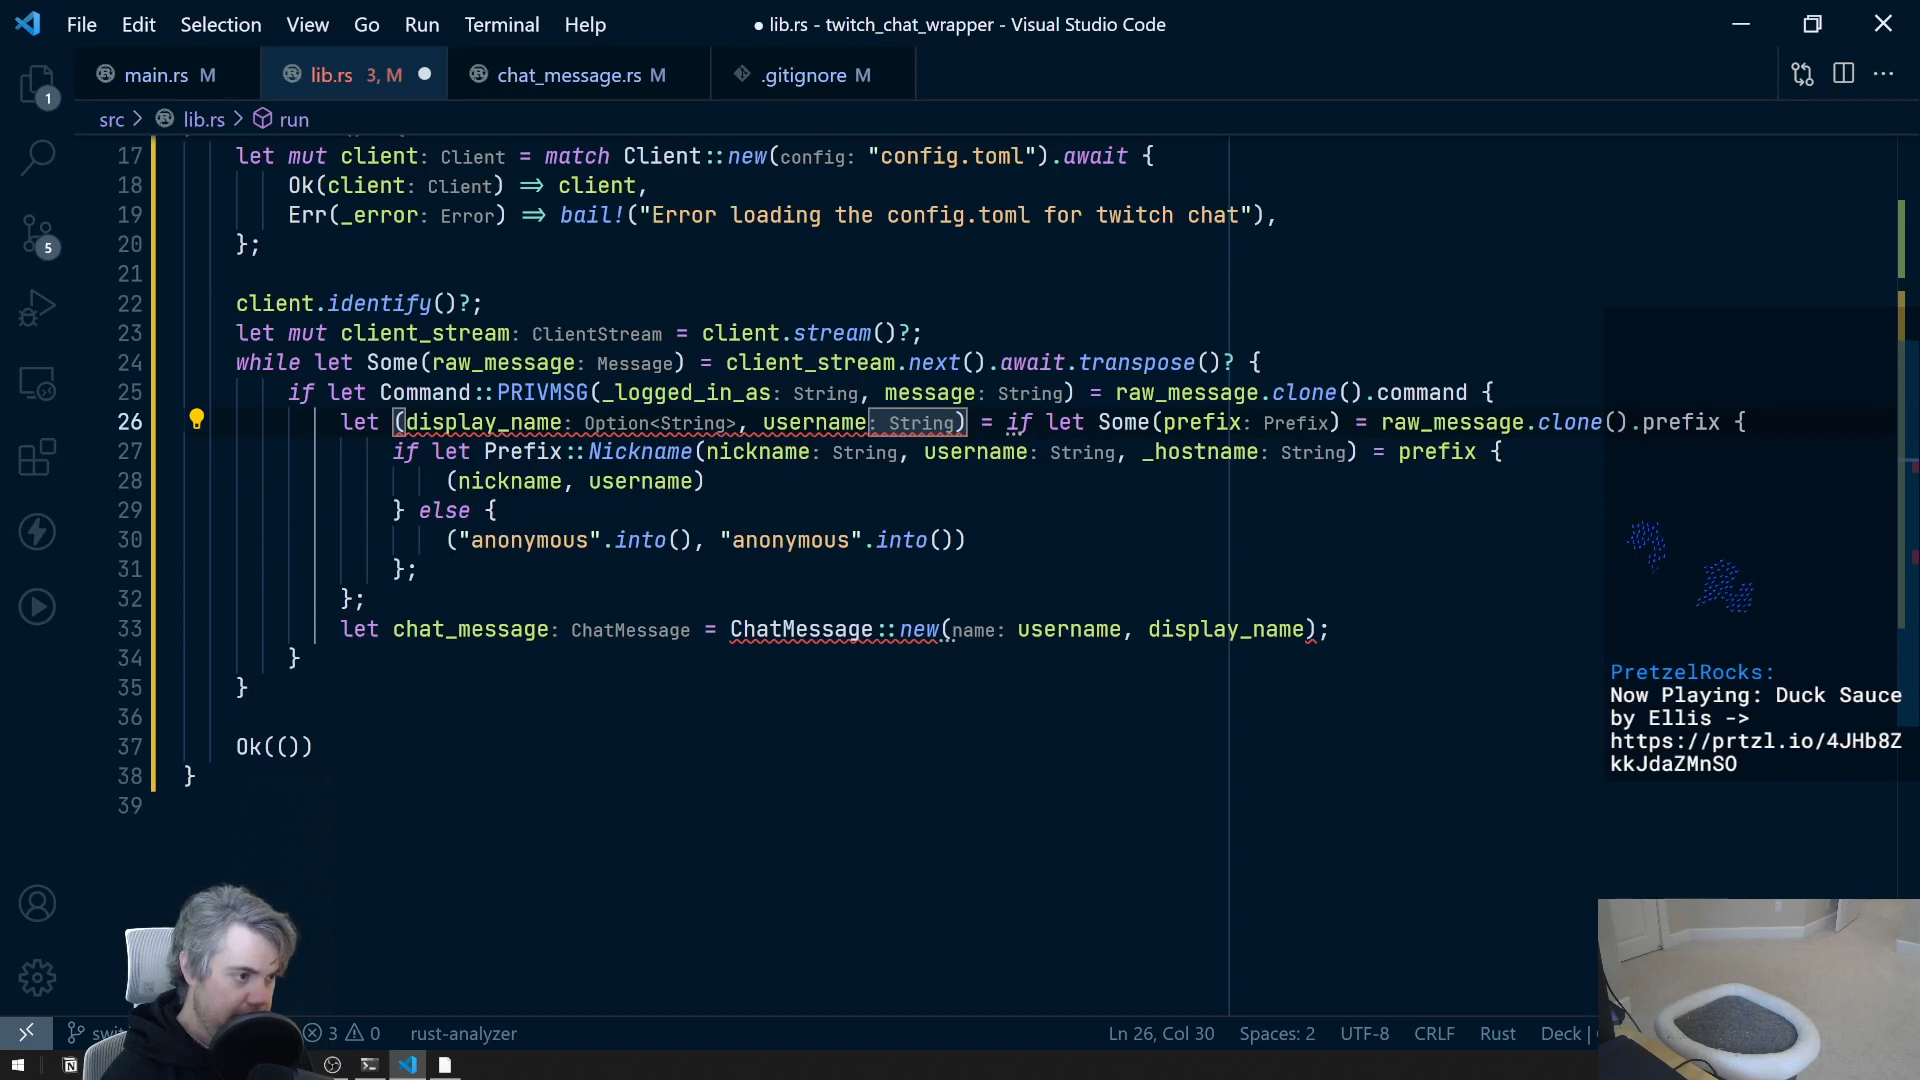 File Edit Selection View Go Run Terminal Help
● lib.rs - twitch_chat_wrapper - Visual Studio Code
main.rs M
lib.rs 3, M
chat_message.rs M
.gitignore M
src > lib.rs > run
17 let mut client: Client = match Client::new(config: "config.toml").await {
18 Ok(client: Client) => client,
19 Err(_error: Error) => bail!("Error loading the config.toml for twitch chat"),
20 };
21
22 client.identify()?;
23 let mut client_stream: ClientStream = client.stream()?;
24 while let Some(raw_message: Message) = client_stream.next().await.transpose()? {
25 if let Command::PRIVMSG(_logged_in_as: String, message: String) = raw_message.clone().command {
26 let (display_name: Option<String>, username: String) = if let Some(prefix: Prefix) = raw_message.clone().prefix {
27 if let Prefix::Nickname(nickname: String, username: String, _hostname: String) = prefix {
28 (nickname, username)
29 } else {
30 ("anonymous".into(), "anonymous".into())
31 };
32 };
33 let chat_message: ChatMessage = ChatMessage::new(name: username, display_name);
34 }
35 }
36
37 Ok(())
38 }
39
1
5
PretzelRocks:
Now Playing: Duck Sauce
by Ellis ->
https://prtzl.io/4JHb8Z
kkJdaZMnSO
3 0 rust-analyzer
Ln 26, Col 30 Spaces: 2 UTF-8 CRLF Rust Deck